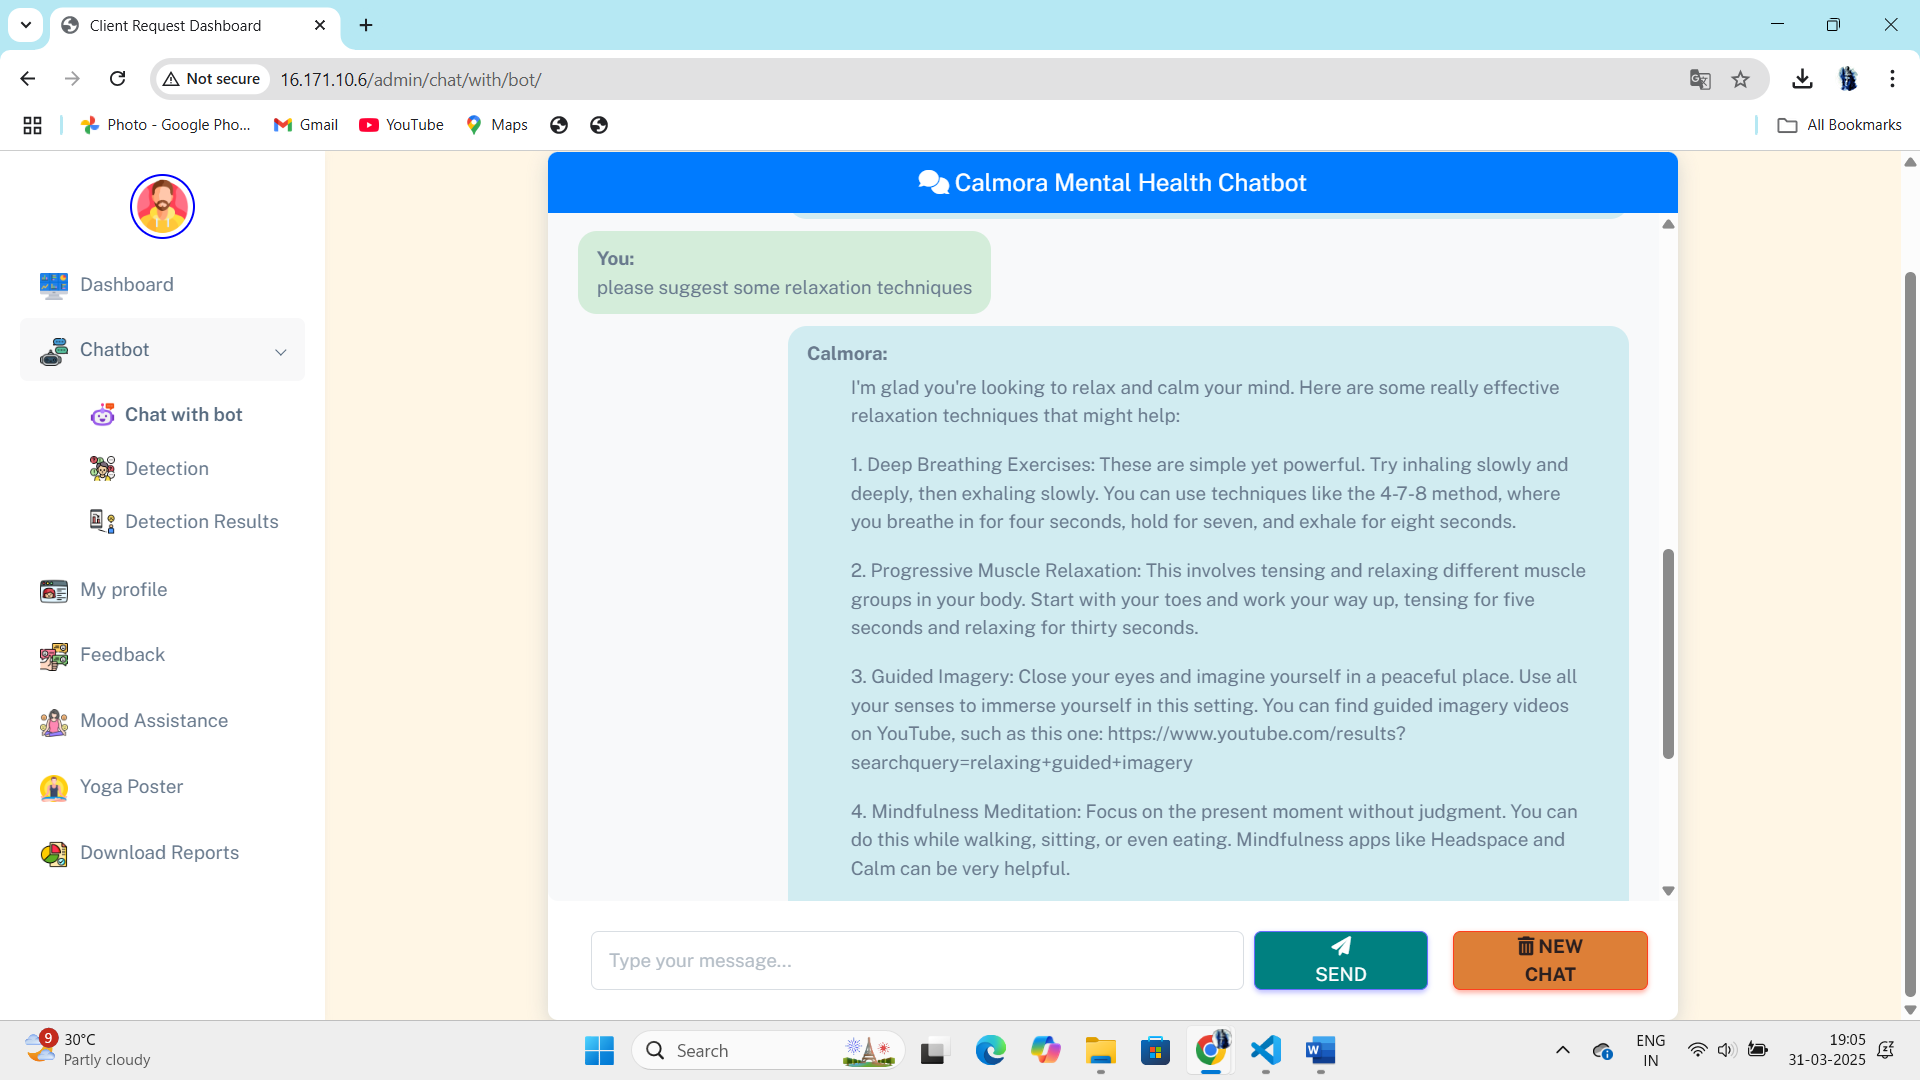 Client Request Dashboard
Not secure
16.171.10.6/admin/chat/with/bot/
Photo - Google Pho...
Gmail
YouTube
Maps
All Bookmarks
Dashboard
Chatbot
Chat with bot
Detection
Detection Results
My profile
Feedback
Mood Assistance
Yoga Poster
Download Reports
Calmora Mental Health Chatbot
You:
please suggest some relaxation techniques
Calmora:
I'm glad you're looking to relax and calm your mind. Here are some really effective
relaxation techniques that might help:
1. Deep Breathing Exercises: These are simple yet powerful. Try inhaling slowly and
deeply, then exhaling slowly. You can use techniques like the 4-7-8 method, where
you breathe in for four seconds, hold for seven, and exhale for eight seconds.
2. Progressive Muscle Relaxation: This involves tensing and relaxing different muscle
groups in your body. Start with your toes and work your way up, tensing for five
seconds and relaxing for thirty seconds.
3. Guided Imagery: Close your eyes and imagine yourself in a peaceful place. Use all
your senses to immerse yourself in this setting. You can find guided imagery videos
on YouTube, such as this one: https://www.youtube.com/results?
searchquery=relaxing+guided+imagery
4. Mindfulness Meditation: Focus on the present moment without judgment. You can
do this while walking, sitting, or even eating. Mindfulness apps like Headspace and
Calm can be very helpful.
Type your message...
SEND
NEW
CHAT
9
30°C
Partly cloudy
Search
ENG
IN
19:05
31-03-2025